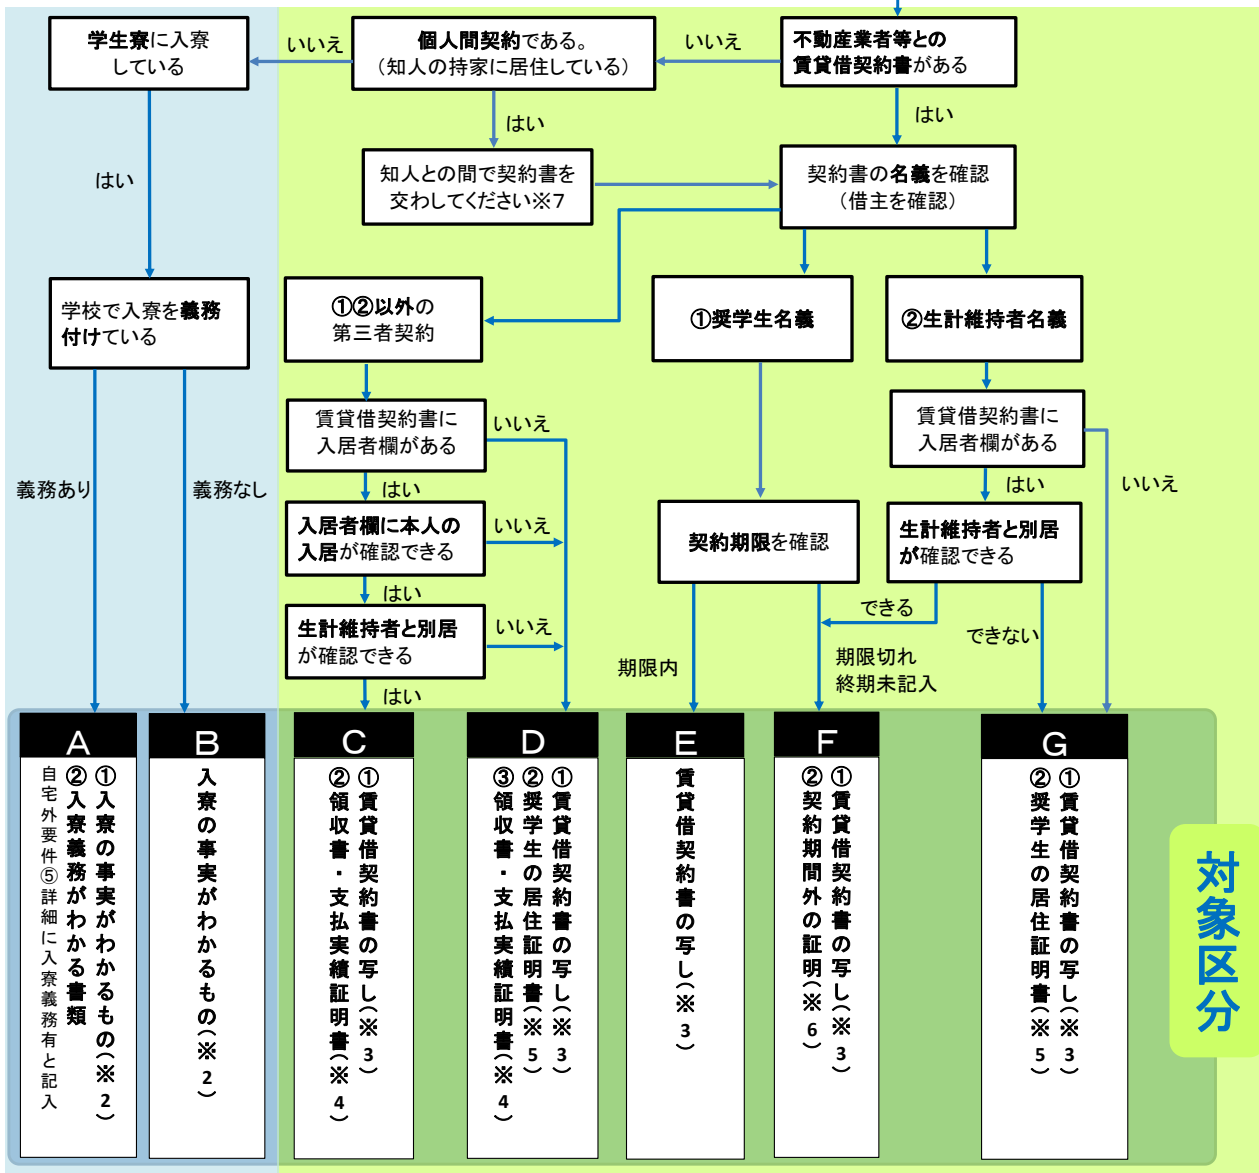 学生寮に入寮
している
いいえ
個人間契約である。
（知人の持家に居住している）
いいえ
不動産業者等との
賃貸借契約書がある
はい
はい
はい
知人との間で契約書を
交わしてください※7
契約書の名義を確認
（借主を確認）
学校で入寮を義務
付けている
①②以外の
第三者契約
①奨学生名義
②生計維持者名義
賃貸借契約書に
入居者欄がある
いいえ
賃貸借契約書に
入居者欄がある
義務あり
義務なし
はい
はい
いいえ
入居者欄に本人の
入居が確認できる
いいえ
契約期限を確認
生計維持者と別居
が確認できる
はい
できる
生計維持者と別居
が確認できる
いいえ
できない
期限内
期限切れ
終期未記入
はい
A
①入寮の事実がわかるもの（※2）
②入寮義務がわかる書類
自宅外要件⑤詳細に入寮義務有と記入
B
入寮の事実がわかるもの（※2）
C
①賃貸借契約書の写し（※3）
②領収書・支払実績証明書（※4）
D
①賃貸借契約書の写し（※3）
②奨学生の居住証明書（※5）
③領収書・支払実績証明書（※4）
E
賃貸借契約書の写し（※3）
F
①賃貸借契約書の写し（※3）
②契約期間外の証明（※6）
G
①賃貸借契約書の写し（※3）
②奨学生の居住証明書（※5）
対象区分